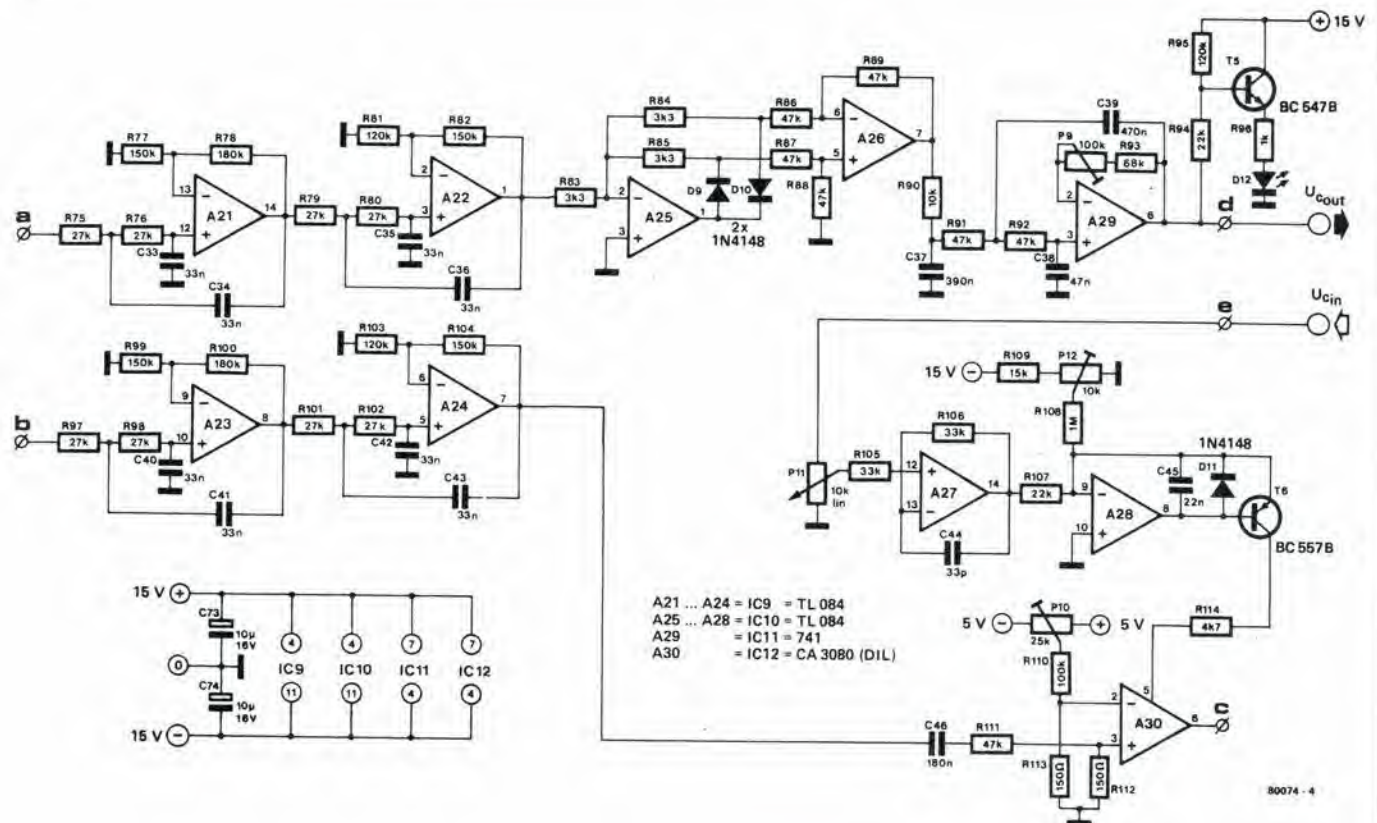 15 V
R95
120k
T5
BC 547B
R94
22k
R96
1k
D12
R89
47k
R84
3k3
R86
47k
R85
3k3
R87
47k
6
5
7
A26
R88
47k
D9
D10
2x
1N4148
R83
3k3
2
3
1
A25
R81
120k
R82
150k
2
3
1
A22
R79
27k
R80
27k
C35
33n
C36
33n
R77
150k
R78
180k
13
12
14
A21
a
R75
27k
R76
27k
C33
33n
C34
33n
R90
10k
C37
390n
R91
47k
R92
47k
C38
47n
C39
470n
P9
100k
R93
68k
2
3
6
A29
d
Ucout
e
Ucin
R99
150k
R100
180k
9
10
8
A23
b
R97
27k
R98
27k
C40
33n
C41
33n
R103
120k
R104
150k
6
5
7
A24
R101
27k
R102
27k
C42
33n
C43
33n
15 V
R109
15k
P12
10k
R108
1M
P11
10k
lin
R105
33k
R106
33k
12
13
14
A27
C44
33p
R107
22k
9
10
8
A28
C45
22n
1N4148
D11
T6
BC 557B
R114
4k7
5 V
P10
25k
5 V
R110
100k
2
3
5
6
A30
c
C46
180n
R111
47k
R113
150Ω
150Ω
R112
15 V
C73
10µ
16V
0
C74
10µ
16V
15 V
4
IC9
11
4
IC10
11
7
IC11
4
7
IC12
4
A21 ... A24 = IC9 = TL 084
A25 ... A28 = IC10 = TL 084
A29 = IC11 = 741
A30 = IC12 = CA 3080 (DIL)
80074 - 4